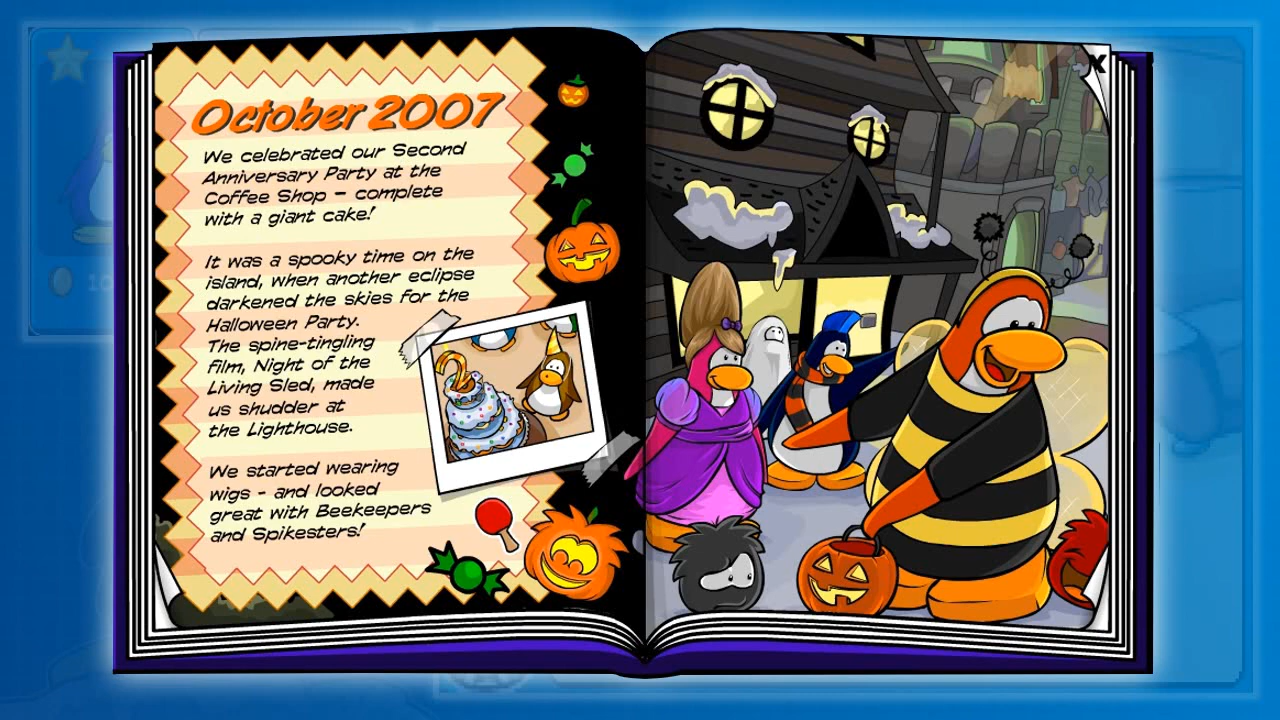 October 2007
We celebrated our Second
Anniversary Party at the
Coffee Shop – complete
with a giant cake!
It was a spooky time on the
island, when another eclipse
darkened the skies for the
Halloween Party.
The spine-tingling
film, Night of the
Living Sled, made
us shudder at
the Lighthouse.
We started wearing
wigs - and looked
great with Beekeepers
and Spikesters!
2
X
10